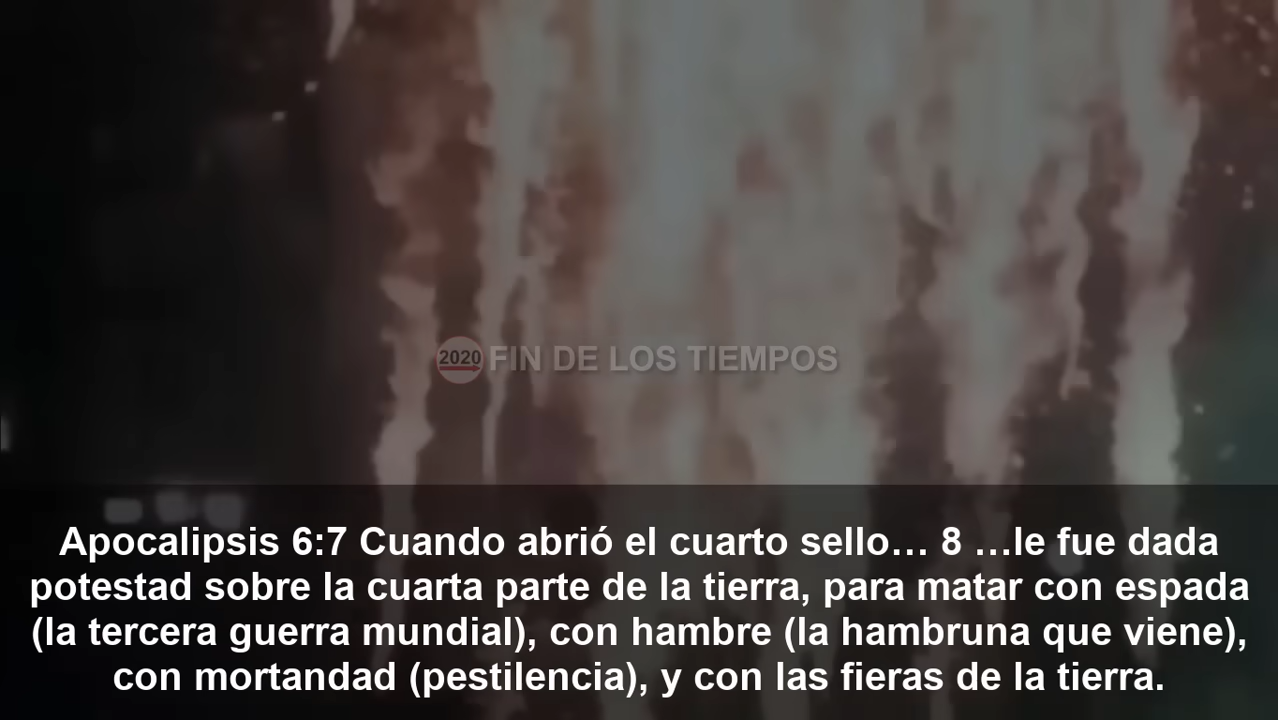 2020 FIN DE LOS TIEMPOS
Apocalipsis 6:7 Cuando abrió el cuarto sello… 8 …le fue dada
potestad sobre la cuarta parte de la tierra, para matar con espada
(la tercera guerra mundial), con hambre (la hambruna que viene),
con mortandad (pestilencia), y con las fieras de la tierra.